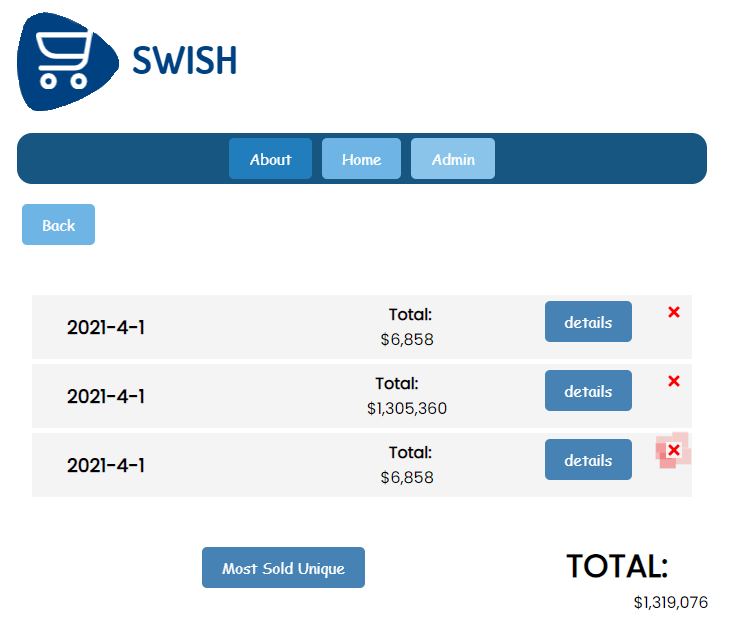 SWISH
About Home Admin
Back
2021-4-1 Total: $6,858 details
2021-4-1 Total: $1,305,360 details
2021-4-1 Total: $6,858 details
Most Sold Unique
TOTAL:
$1,319,076